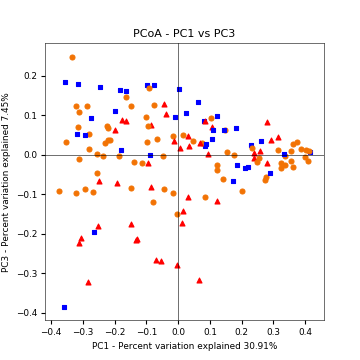 PCoA - PC1 vs PC3
PC3 - Percent variation explained 7.45%
0.2
0.1
0.0
−0.1
−0.2
−0.3
−0.4
−0.4 −0.3 −0.2 −0.1 0.0 0.1 0.2 0.3 0.4
PC1 - Percent variation explained 30.91%